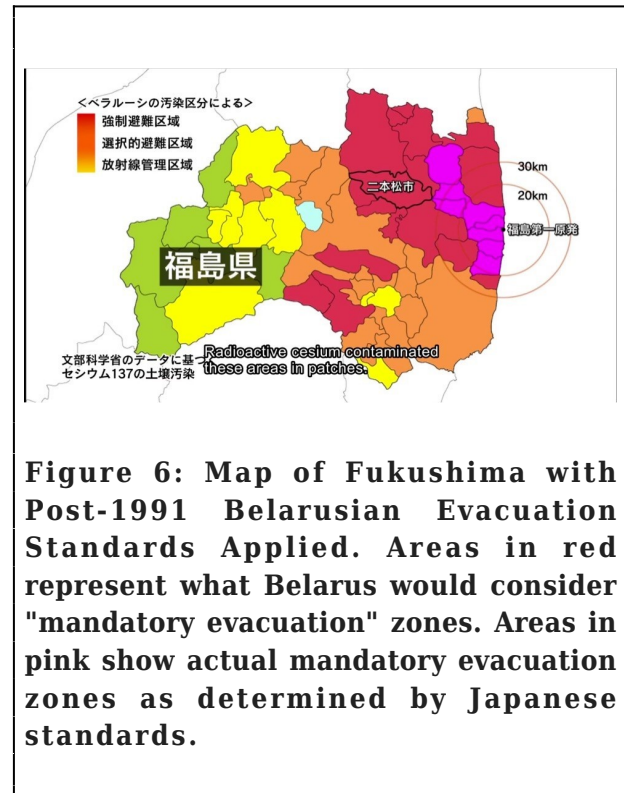 <ベラルーシの汚染区分による>
強制避難区域
選択的避難区域
放射線管理区域
30km
20km
二本松市
福島第一原発
福島県
文部科学省のデータに基づく
セシウム137の土壌汚染
Radioactive cesium contaminated
these areas in patches.
Figure 6: Map of Fukushima with
Post-1991 Belarusian Evacuation
Standards Applied. Areas in red
represent what Belarus would consider
"mandatory evacuation" zones. Areas in
pink show actual mandatory evacuation
zones as determined by Japanese
standards.